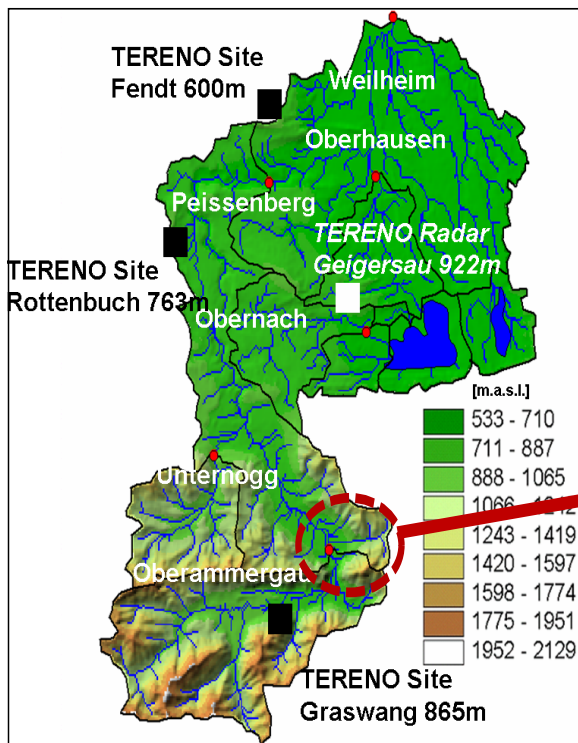 TERENO Site
Fendt 600m
Weilheim
Oberhausen
Peissenberg
TERENO Radar
Geigersau 922m
TERENO Site
Rottenbuch 763m
Obernach
[m.a.s.l.]
533 - 710
711 - 887
888 - 1065
1066 - 1242
1243 - 1419
1420 - 1597
1598 - 1774
1775 - 1951
1952 - 2129
Unternogg
Oberammergau
TERENO Site
Graswang 865m